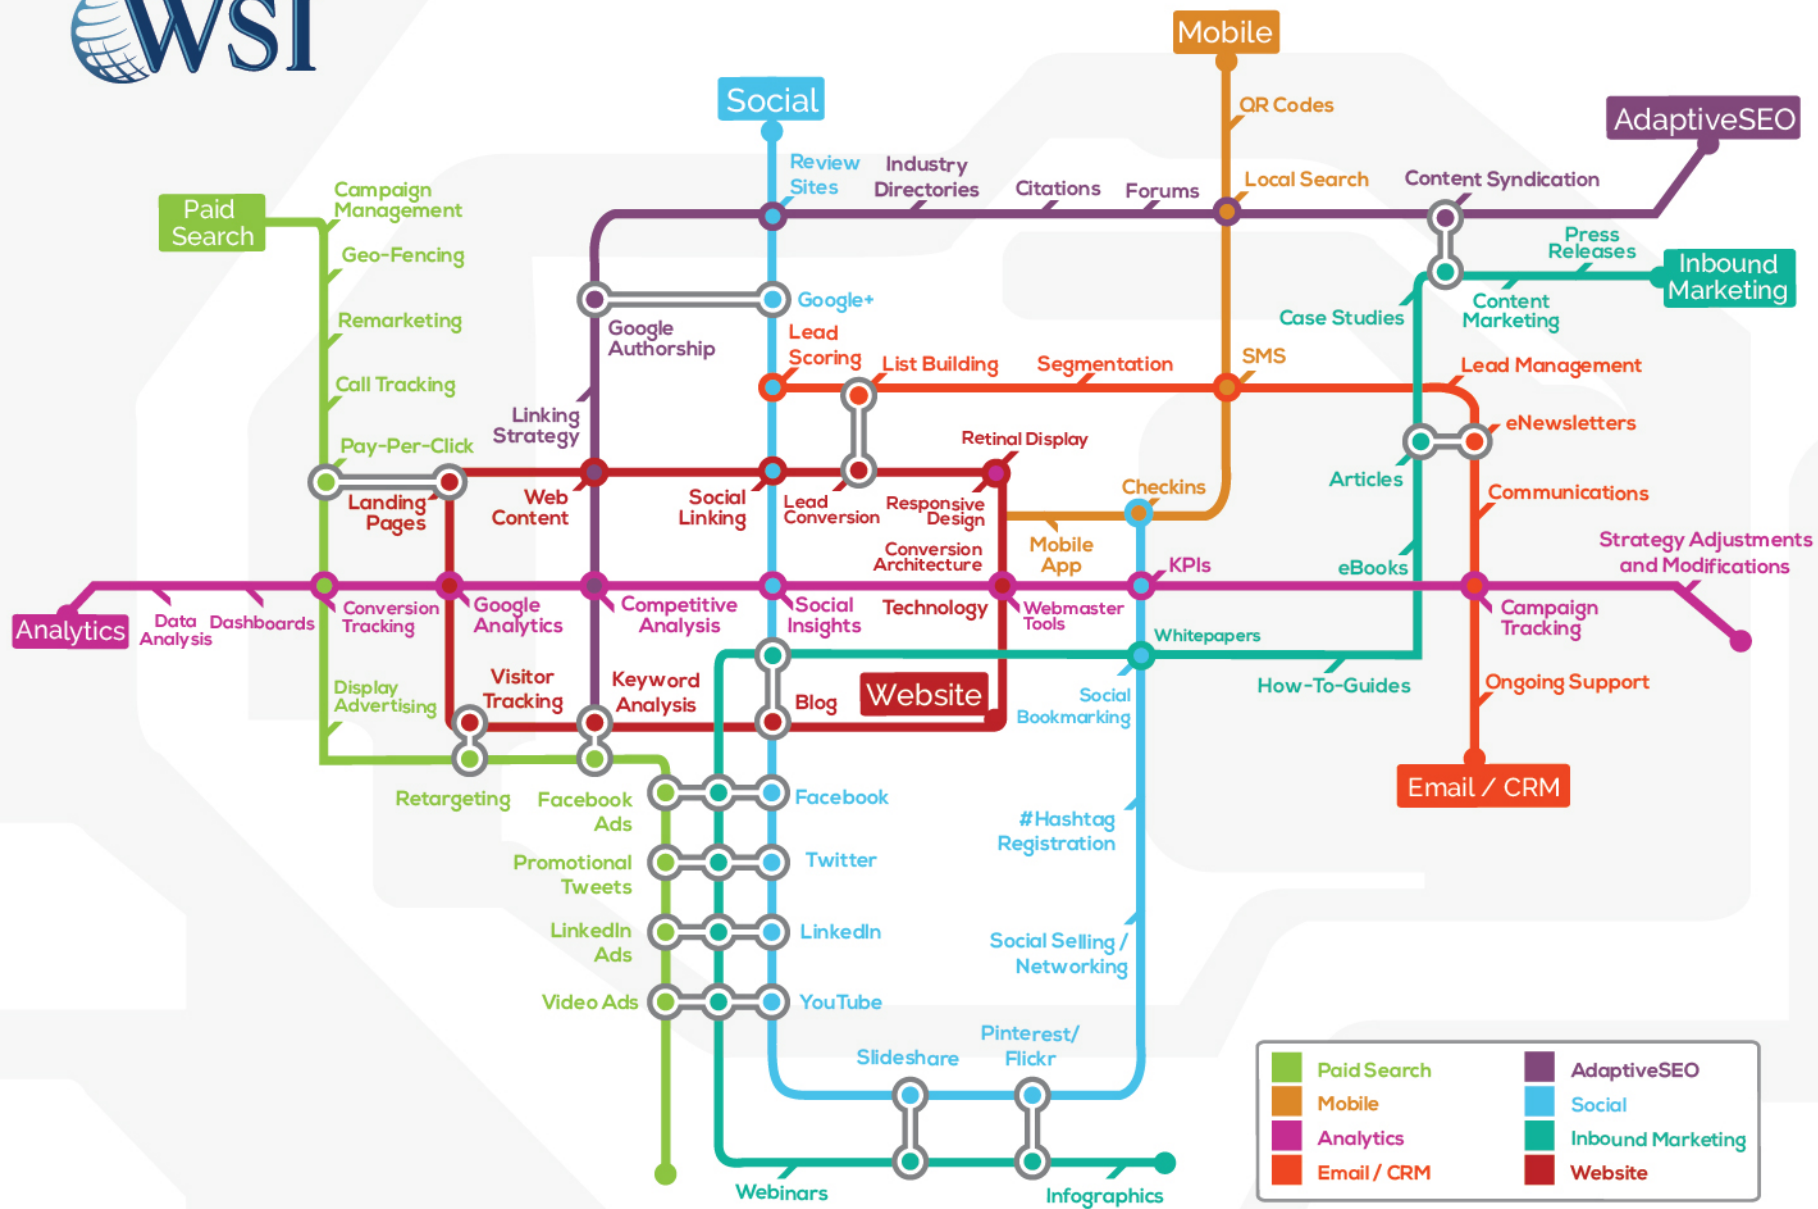 WSI
Mobile
Social
QR Codes
AdaptiveSEO
Review
Sites
Industry
Directories
Citations
Forums
Local Search
Content Syndication
Paid
Search
Campaign
Management
Geo-Fencing
Remarketing
Call Tracking
Pay-Per-Click
Press
Releases
Inbound
Marketing
Content
Marketing
Case Studies
Google+
Google
Authorship
Lead
Scoring
List Building
Segmentation
SMS
Lead Management
eNewsletters
Linking
Strategy
Retinal Display
Landing
Pages
Web
Content
Social
Linking
Lead
Conversion
Responsive
Design
Checkins
Articles
Communications
Conversion
Architecture
Mobile
App
KPIs
eBooks
Strategy Adjustments
and Modifications
Analytics
Data
Analysis
Dashboards
Conversion
Tracking
Google
Analytics
Competitive
Analysis
Social
Insights
Technology
Webmaster
Tools
Campaign
Tracking
Whitepapers
Display
Advertising
Visitor
Tracking
Keyword
Analysis
Blog
Website
Social
Bookmarking
How-To-Guides
Ongoing Support
Email / CRM
Retargeting
Facebook
Ads
Facebook
#Hashtag
Registration
Promotional
Tweets
Twitter
LinkedIn
Ads
LinkedIn
Social Selling /
Networking
Video Ads
YouTube
Slideshare
Pinterest/
Flickr
Webinars
Infographics
Paid Search
Mobile
Analytics
Email / CRM
AdaptiveSEO
Social
Inbound Marketing
Website